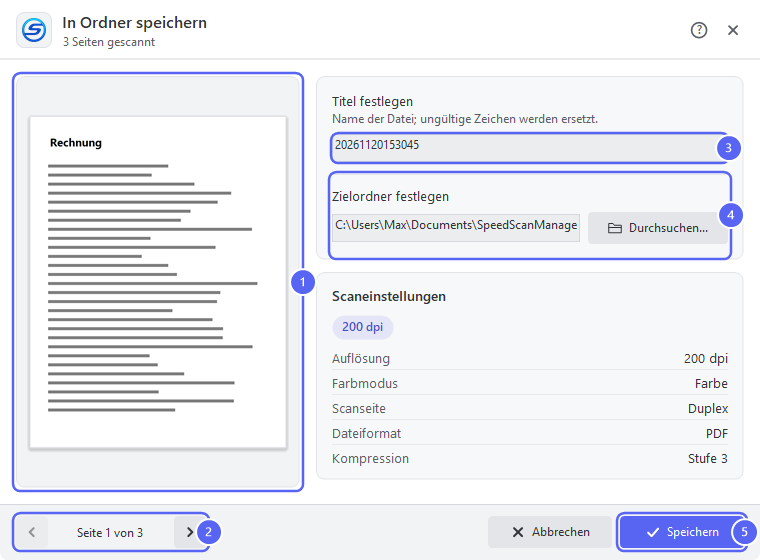 In Ordner speichern
3 Seiten gescannt
Rechnung
1
Seite 1 von 3
2
Titel festlegen
Name der Datei; ungültige Zeichen werden ersetzt.
20261120153045
3
Zielordner festlegen
4
C:\Users\Max\Documents\SpeedScanManage
Durchsuchen...
Scaneinstellungen
200 dpi
Auflösung 200 dpi
Farbmodus Farbe
Scanseite Duplex
Dateiformat PDF
Kompression Stufe 3
Abbrechen
Speichern
5